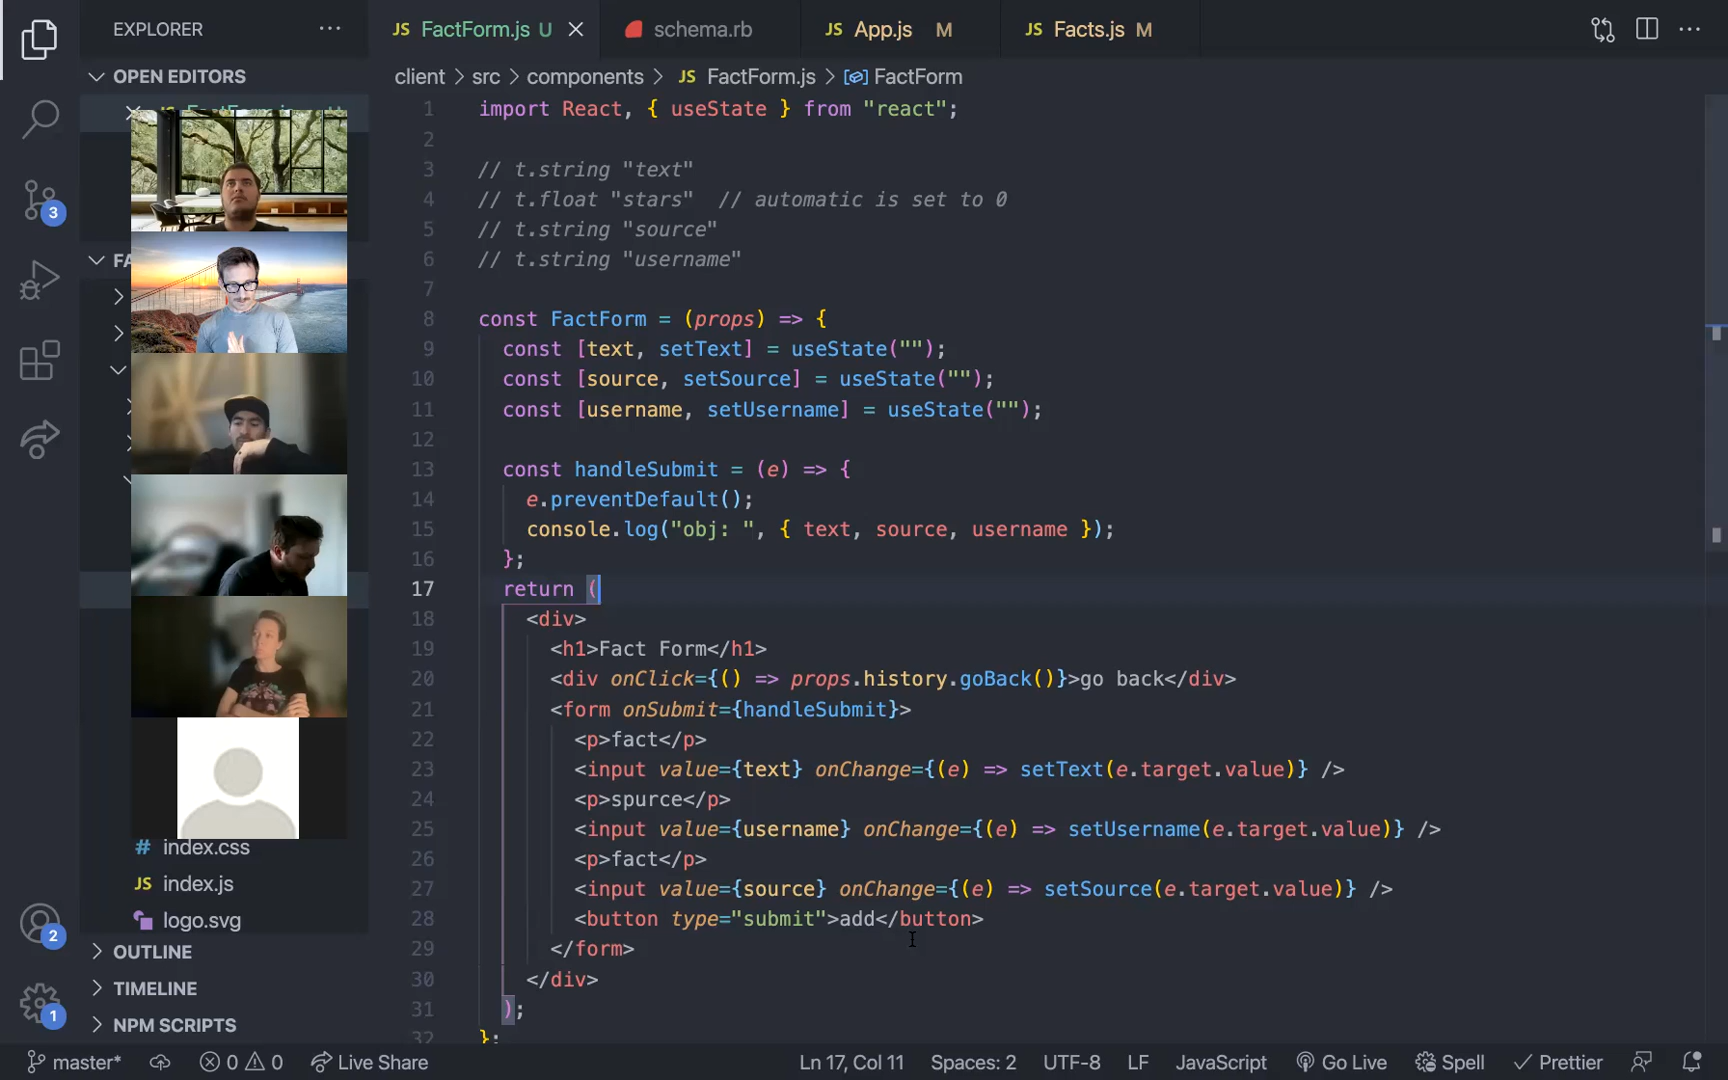 EXPLORER
FactForm.js U
schema.rb
App.js M
Facts.js M
OPEN EDITORS
client > src > components > JS FactForm.js > FactForm
1 import React, { useState } from "react";
2
3 // t.string "text"
4 // t.float "stars"  // automatic is set to 0
5 // t.string "source"
6 // t.string "username"
7
8 const FactForm = (props) => {
9 const [text, setText] = useState("");
10 const [source, setSource] = useState("");
11 const [username, setUsername] = useState("");
12
13 const handleSubmit = (e) => {
14 e.preventDefault();
15 console.log("obj: ", { text, source, username });
16 };
17 return (
18 <div>
19 <h1>Fact Form</h1>
20 <div onClick={() => props.history.goBack()}>go back</div>
21 <form onSubmit={handleSubmit}>
22 <p>fact</p>
23 <input value={text} onChange={(e) => setText(e.target.value)} />
24 <p>spurce</p>
25 <input value={username} onChange={(e) => setUsername(e.target.value)} />
26 <p>fact</p>
27 <input value={source} onChange={(e) => setSource(e.target.value)} />
28 <button type="submit">add</button>
29 </form>
30 </div>
31 );
32 };
3
# index.css
JS index.js
logo.svg
2
OUTLINE
TIMELINE
1
NPM SCRIPTS
master* 0 0 Live Share Ln 17, Col 11 Spaces: 2 UTF-8 LF JavaScript Go Live Spell Prettier